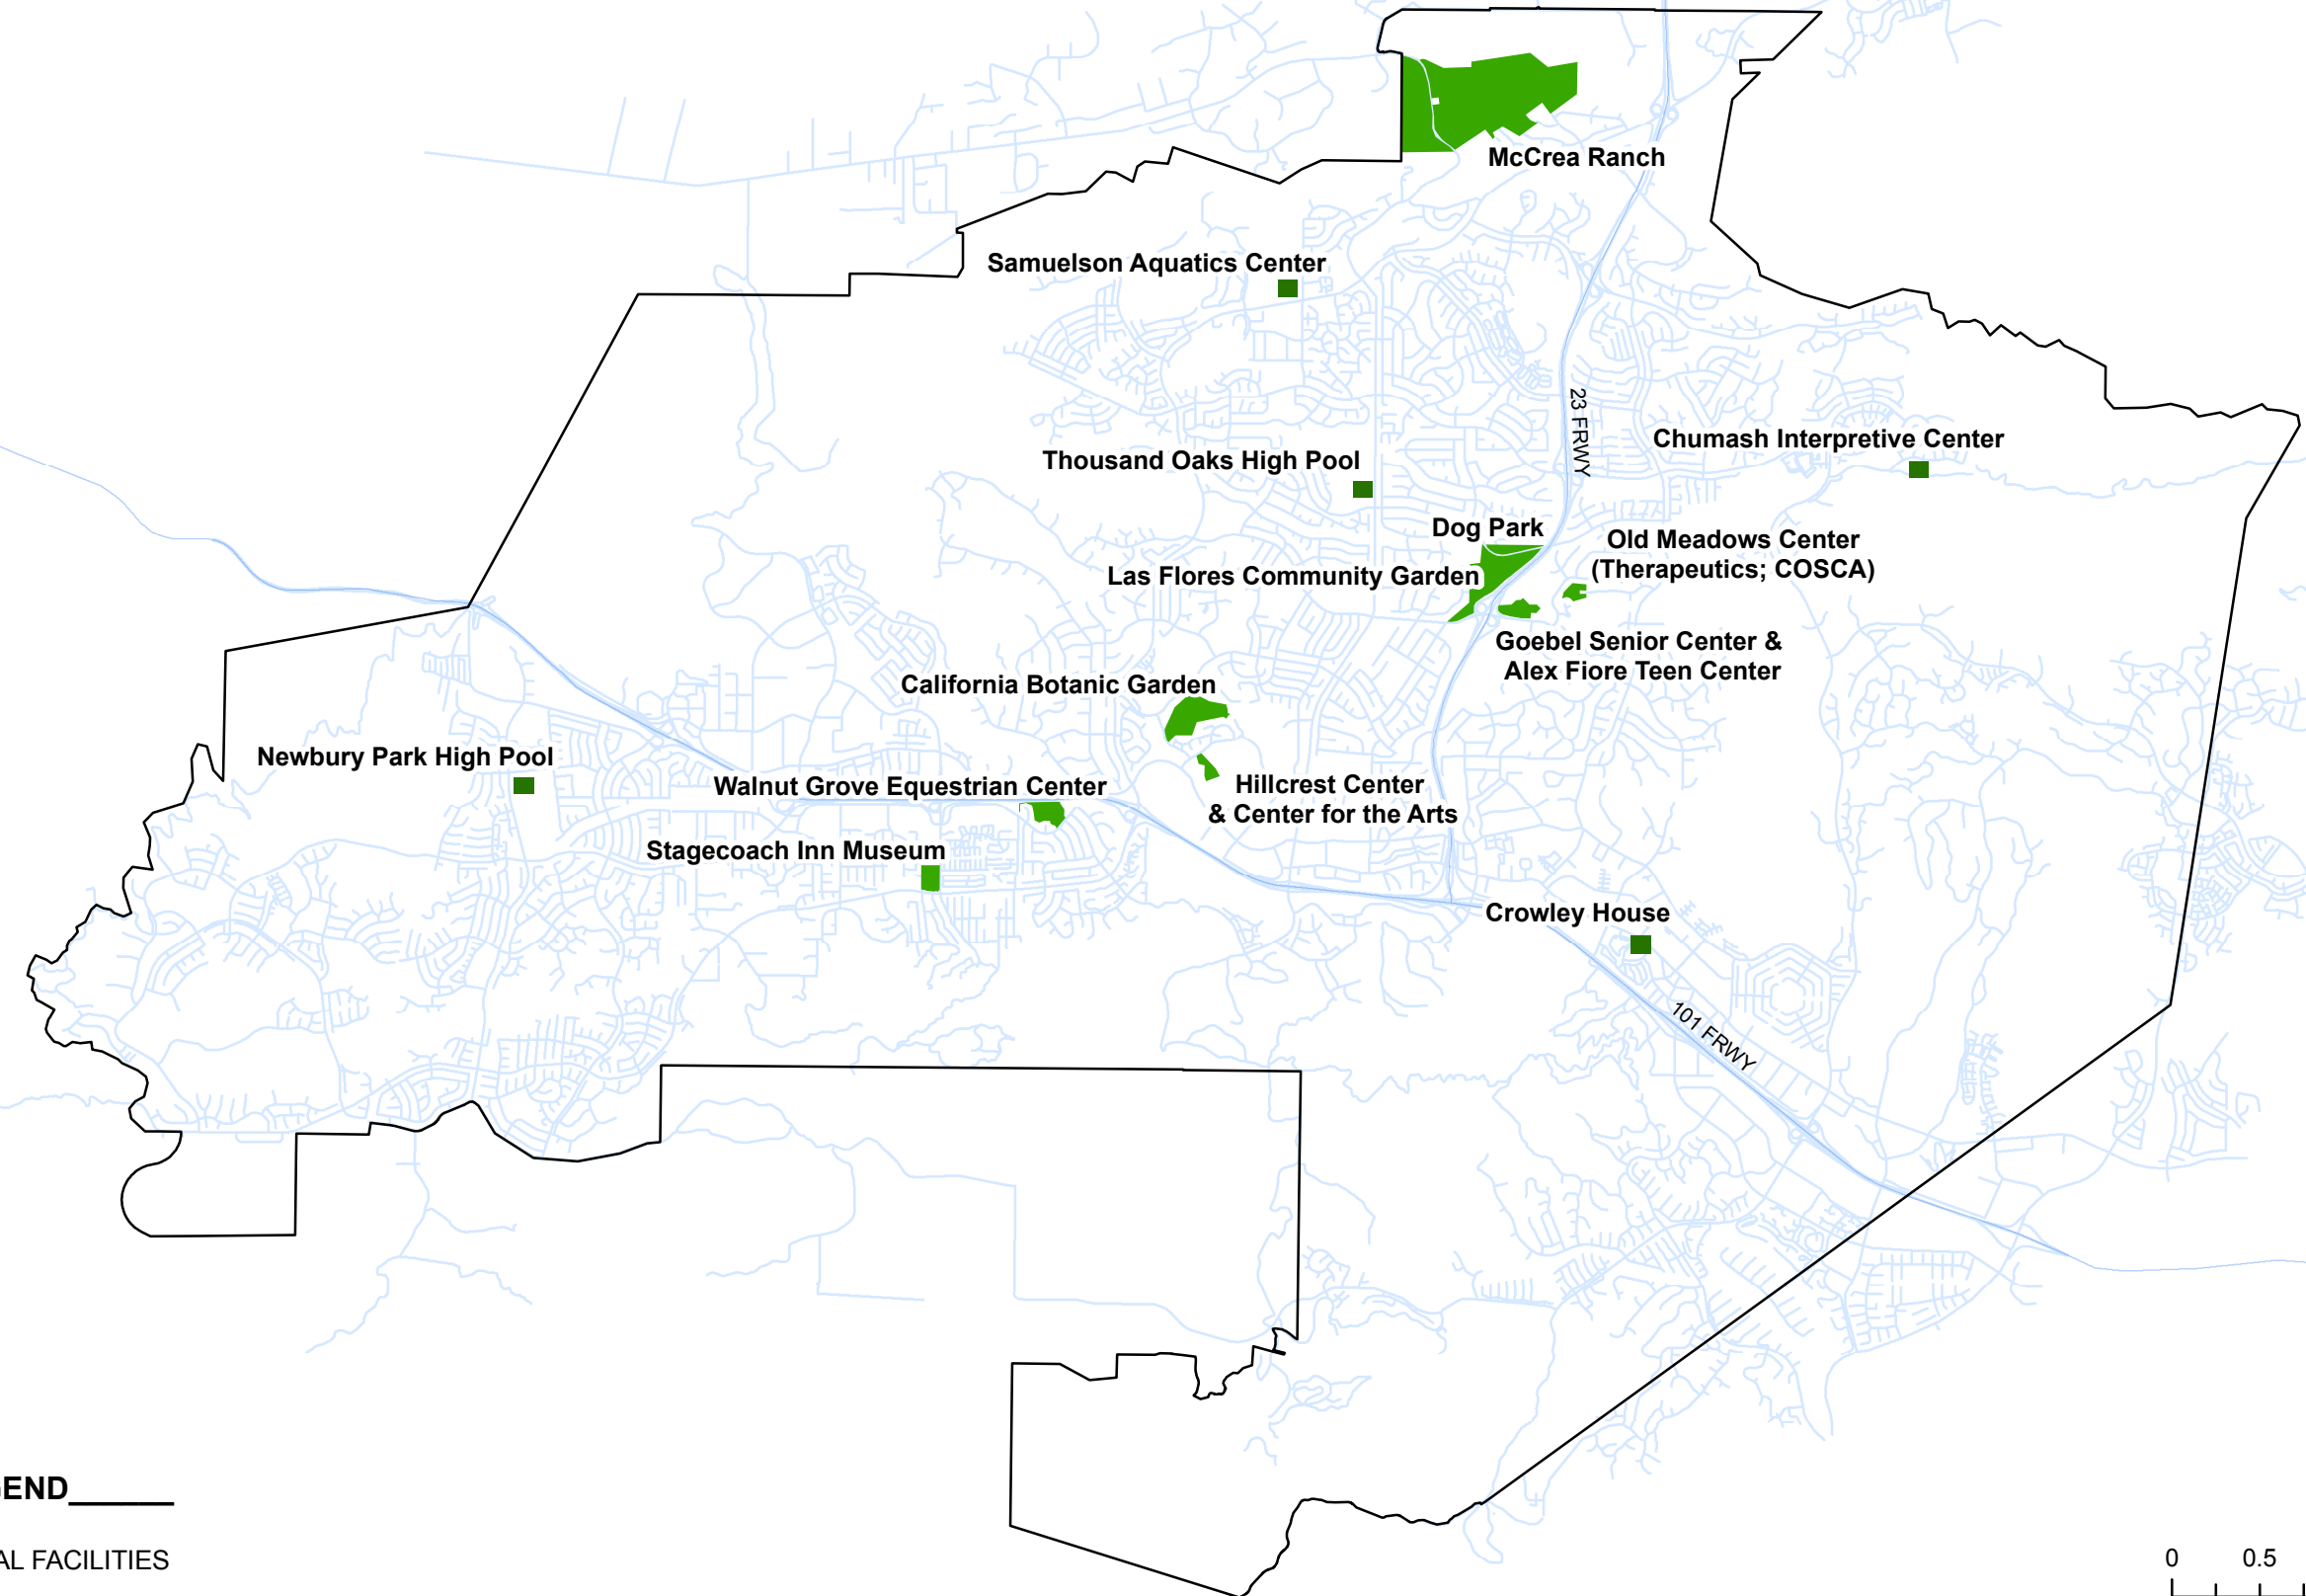 McCrea Ranch
Samuelson Aquatics Center
23 FRWY
Chumash Interpretive Center
Thousand Oaks High Pool
Dog Park
Old Meadows Center
(Therapeutics; COSCA)
Las Flores Community Garden
Goebel Senior Center &
Alex Fiore Teen Center
California Botanic Garden
Newbury Park High Pool
Walnut Grove Equestrian Center
Hillcrest Center
& Center for the Arts
Stagecoach Inn Museum
Crowley House
101 FRWY
END
AL FACILITIES
0 0.5